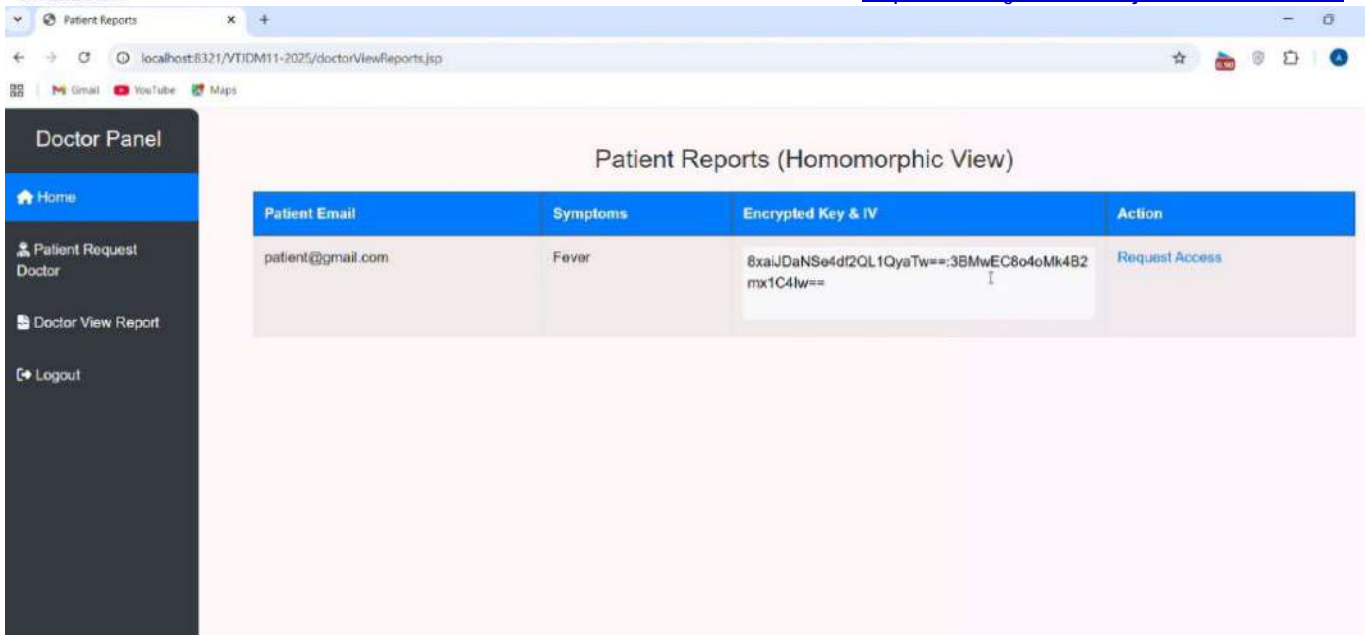 Patient Reports
localhost:8321/VTJDM11-2025/doctorViewReports.jsp
Gmail YouTube Maps
Doctor Panel
Home
Patient Request
Doctor
Doctor View Report
Logout
Patient Reports (Homomorphic View)
Patient Email Symptoms Encrypted Key & IV Action
patient@gmail.com Fever 8xaiJDaNSe4df2QL1QyaTw==:3BMwEC8o4oMk4B2 Request Access
mx1C4Iw==